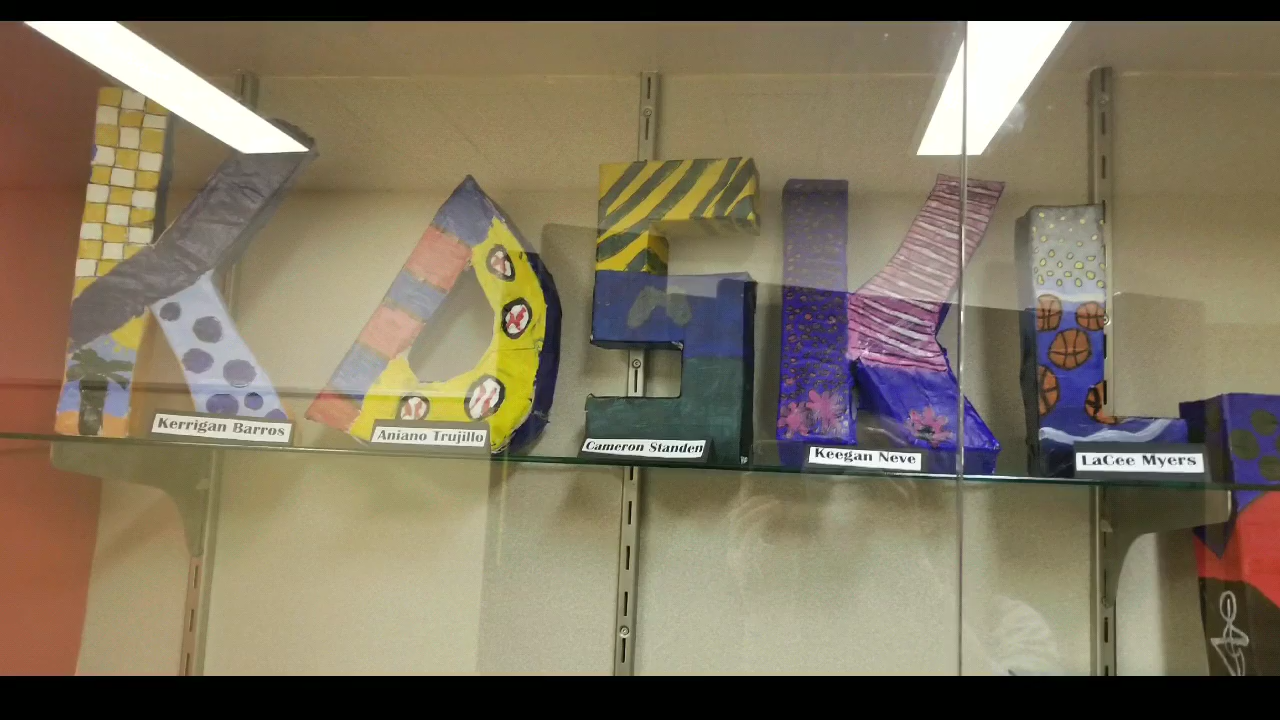 K D S K L
Kerrigan Barros
Aniano Trujillo
Cameron Standen
Keegan Neve
LaCee Myers